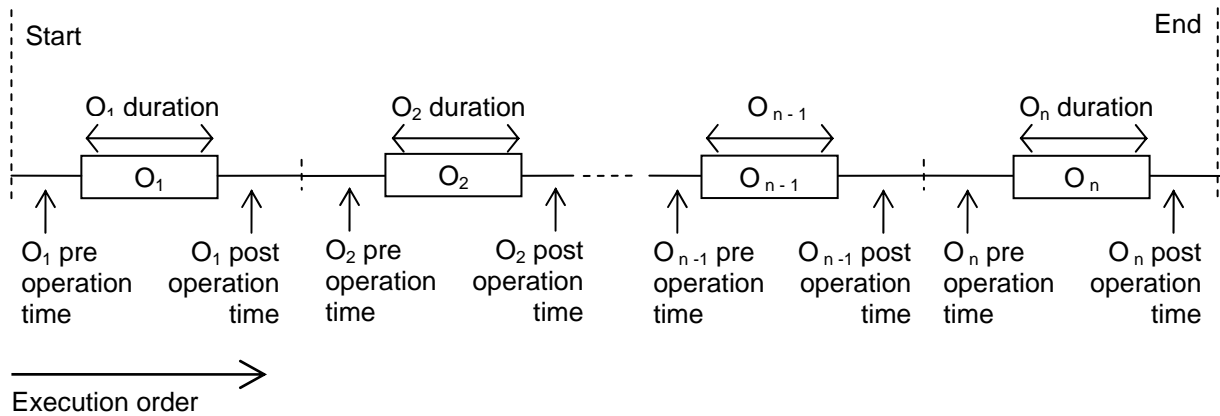 Start
End
O₁ duration
O₂ duration
O n - 1
Oₙ duration
O₁
O₂
O n-1
O n
O₁ pre
operation
time
O₁ post
operation
time
O₂ pre
operation
time
O₂ post
operation
time
O n -1 pre
operation
time
O n-1 post
operation
time
O n pre
operation
time
O n post
operation
time
Execution order